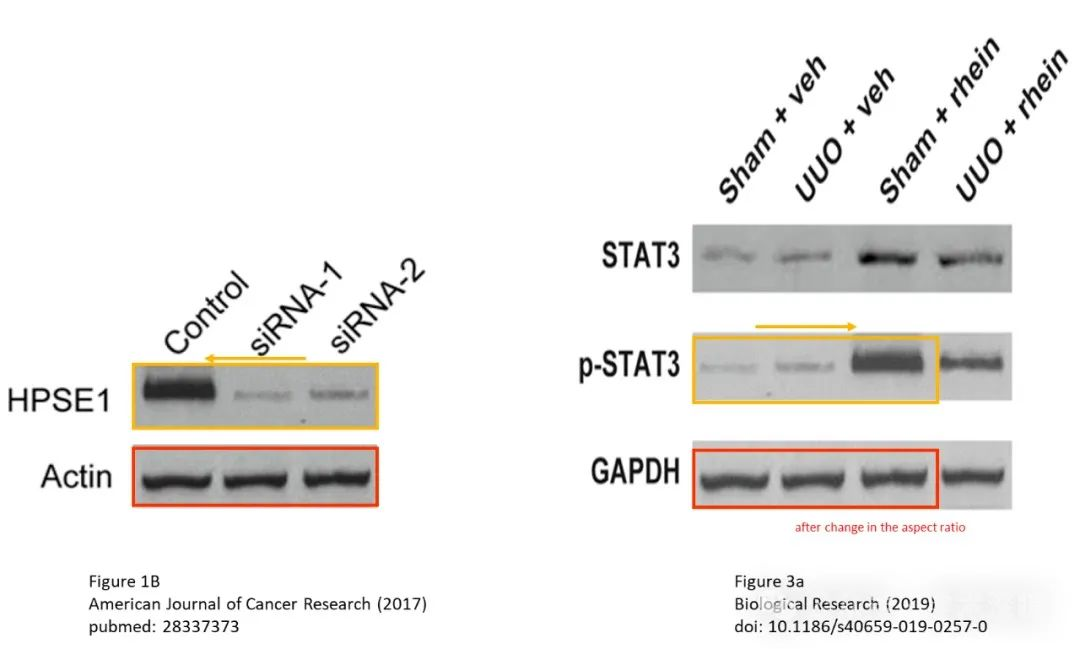 Control
siRNA-1
siRNA-2
HPSE1
Actin
Figure 1B
American Journal of Cancer Research (2017)
pubmed: 28337373
Sham + veh
UUO + veh
Sham + rhein
UUO + rhein
STAT3
p-STAT3
GAPDH
after change in the aspect ratio
Figure 3a
Biological Research (2019)
doi: 10.1186/s40659-019-0257-0